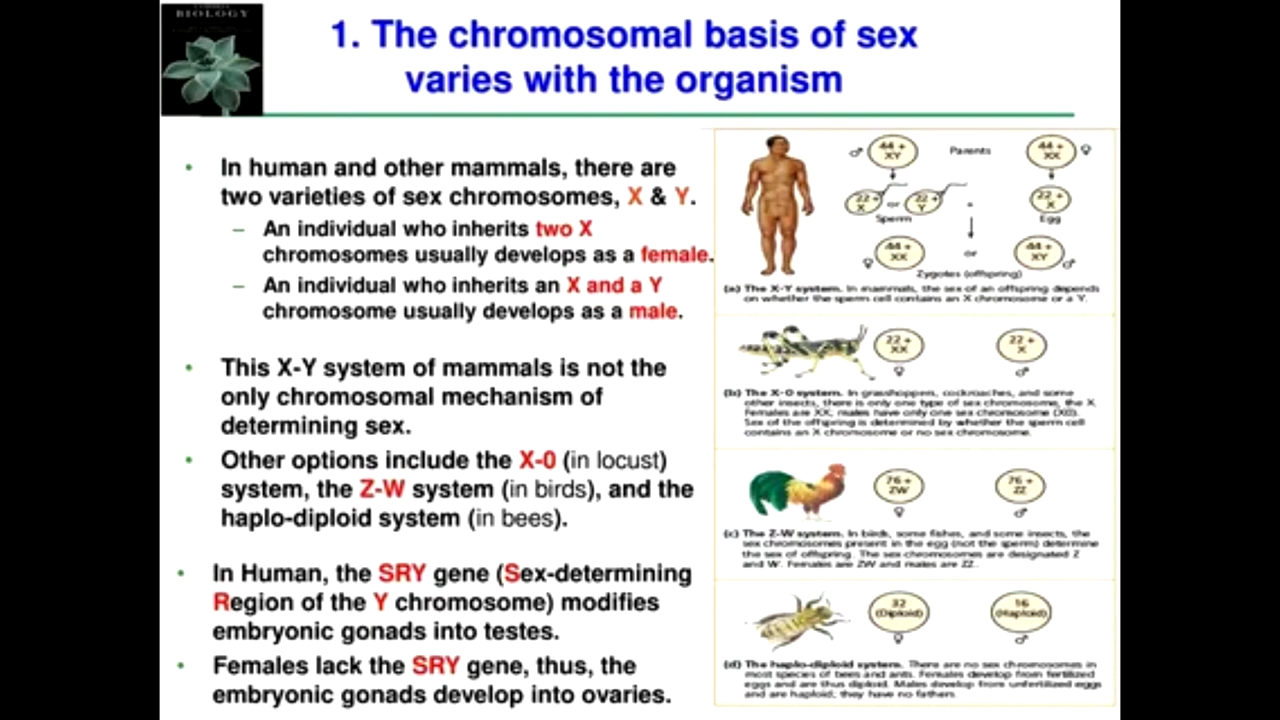 BIOLOGY
1. The chromosomal basis of sex
varies with the organism
• In human and other mammals, there are
two varieties of sex chromosomes, X & Y.
– An individual who inherits two X
chromosomes usually develops as a female.
– An individual who inherits an X and a Y
chromosome usually develops as a male.
• This X-Y system of mammals is not the
only chromosomal mechanism of
determining sex.
• Other options include the X-0 (in locust)
system, the Z-W system (in birds), and the
haplo-diploid system (in bees).
• In Human, the SRY gene (Sex-determining
Region of the Y chromosome) modifies
embryonic gonads into testes.
• Females lack the SRY gene, thus, the
embryonic gonads develop into ovaries.
♂ 44 + XY Parents 44 + XX ♀
22 + X or 22 + Y + 22 + X
Sperm Egg
♀ 44 + XX or 44 + XY ♂
Zygotes (offspring)
(a) The X-Y system. In mammals, the sex of an offspring depends
on whether the sperm cell contains an X chromosome or a Y.
22 + XX 22 + X
♀ ♂
(b) The X-0 system. In grasshoppers, cockroaches, and some
other insects, there is only one type of sex chromosome, the X.
Females are XX; males have only one sex chromosome (X0).
Sex of the offspring is determined by whether the sperm cell
contains an X chromosome or no sex chromosome.
76 + ZW 76 + ZZ
♀ ♂
(c) The Z-W system. In birds, some fishes, and some insects, the
sex chromosomes present in the egg (not the sperm) determine
the sex of offspring. The sex chromosomes are designated Z
and W. Females are ZW and males are ZZ.
32 (Diploid) 16 (Haploid)
♀ ♂
(d) The haplo-diploid system. There are no sex chromosomes in
most species of bees and ants. Females develop from fertilized
eggs and are thus diploid. Males develop from unfertilized eggs
and are haploid; they have no fathers.